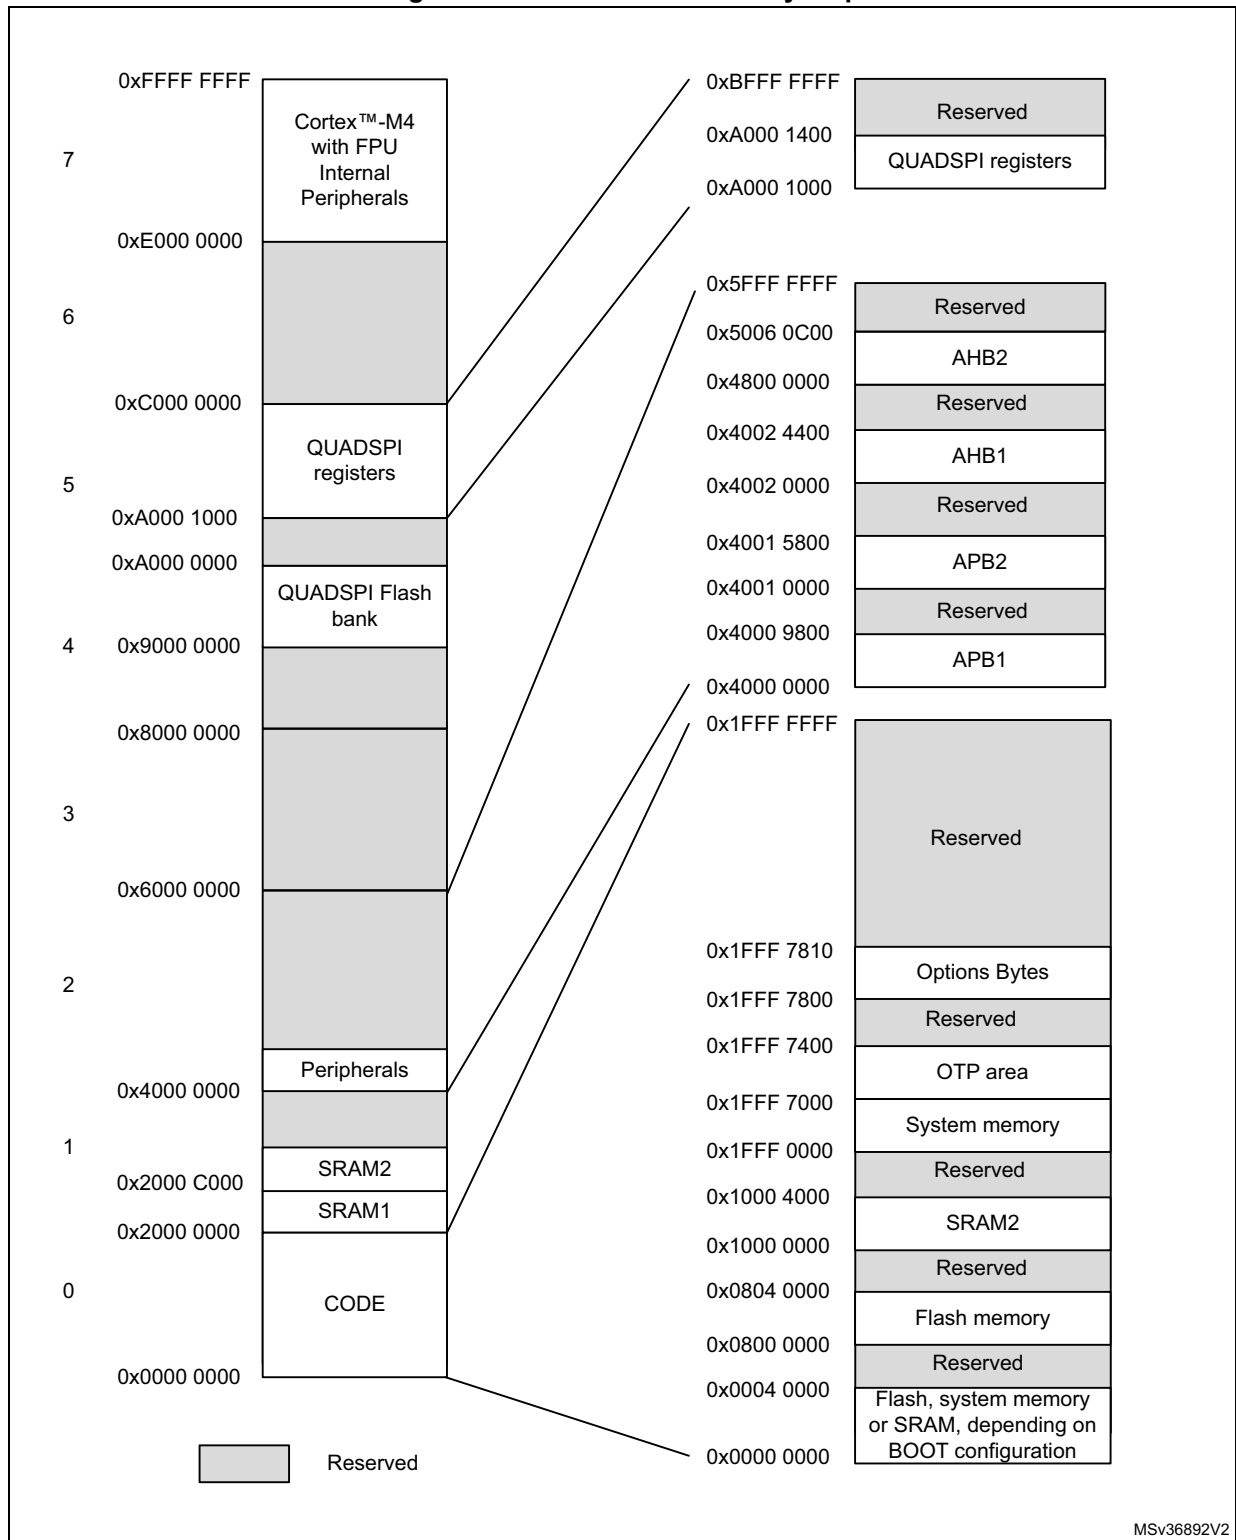 0xFFFF FFFF
Cortex™-M4
with FPU
Internal
Peripherals
7
0xE000 0000
6
0xC000 0000
QUADSPI
registers
5
0xA000 1000
0xA000 0000
QUADSPI Flash
bank
4
0x9000 0000
0x8000 0000
3
0x6000 0000
2
Peripherals
0x4000 0000
1
SRAM2
0x2000 C000
SRAM1
0x2000 0000
0
CODE
0x0000 0000
Reserved
0xBFFF FFFF
Reserved
0xA000 1400
QUADSPI registers
0xA000 1000
0x5FFF FFFF
Reserved
0x5006 0C00
AHB2
0x4800 0000
Reserved
0x4002 4400
AHB1
0x4002 0000
Reserved
0x4001 5800
APB2
0x4001 0000
Reserved
0x4000 9800
APB1
0x4000 0000
0x1FFF FFFF
Reserved
0x1FFF 7810
Options Bytes
0x1FFF 7800
Reserved
0x1FFF 7400
OTP area
0x1FFF 7000
System memory
0x1FFF 0000
Reserved
0x1000 4000
SRAM2
0x1000 0000
Reserved
0x0804 0000
Flash memory
0x0800 0000
Reserved
0x0004 0000
Flash, system memory
or SRAM, depending on
BOOT configuration
0x0000 0000
MSv36892V2